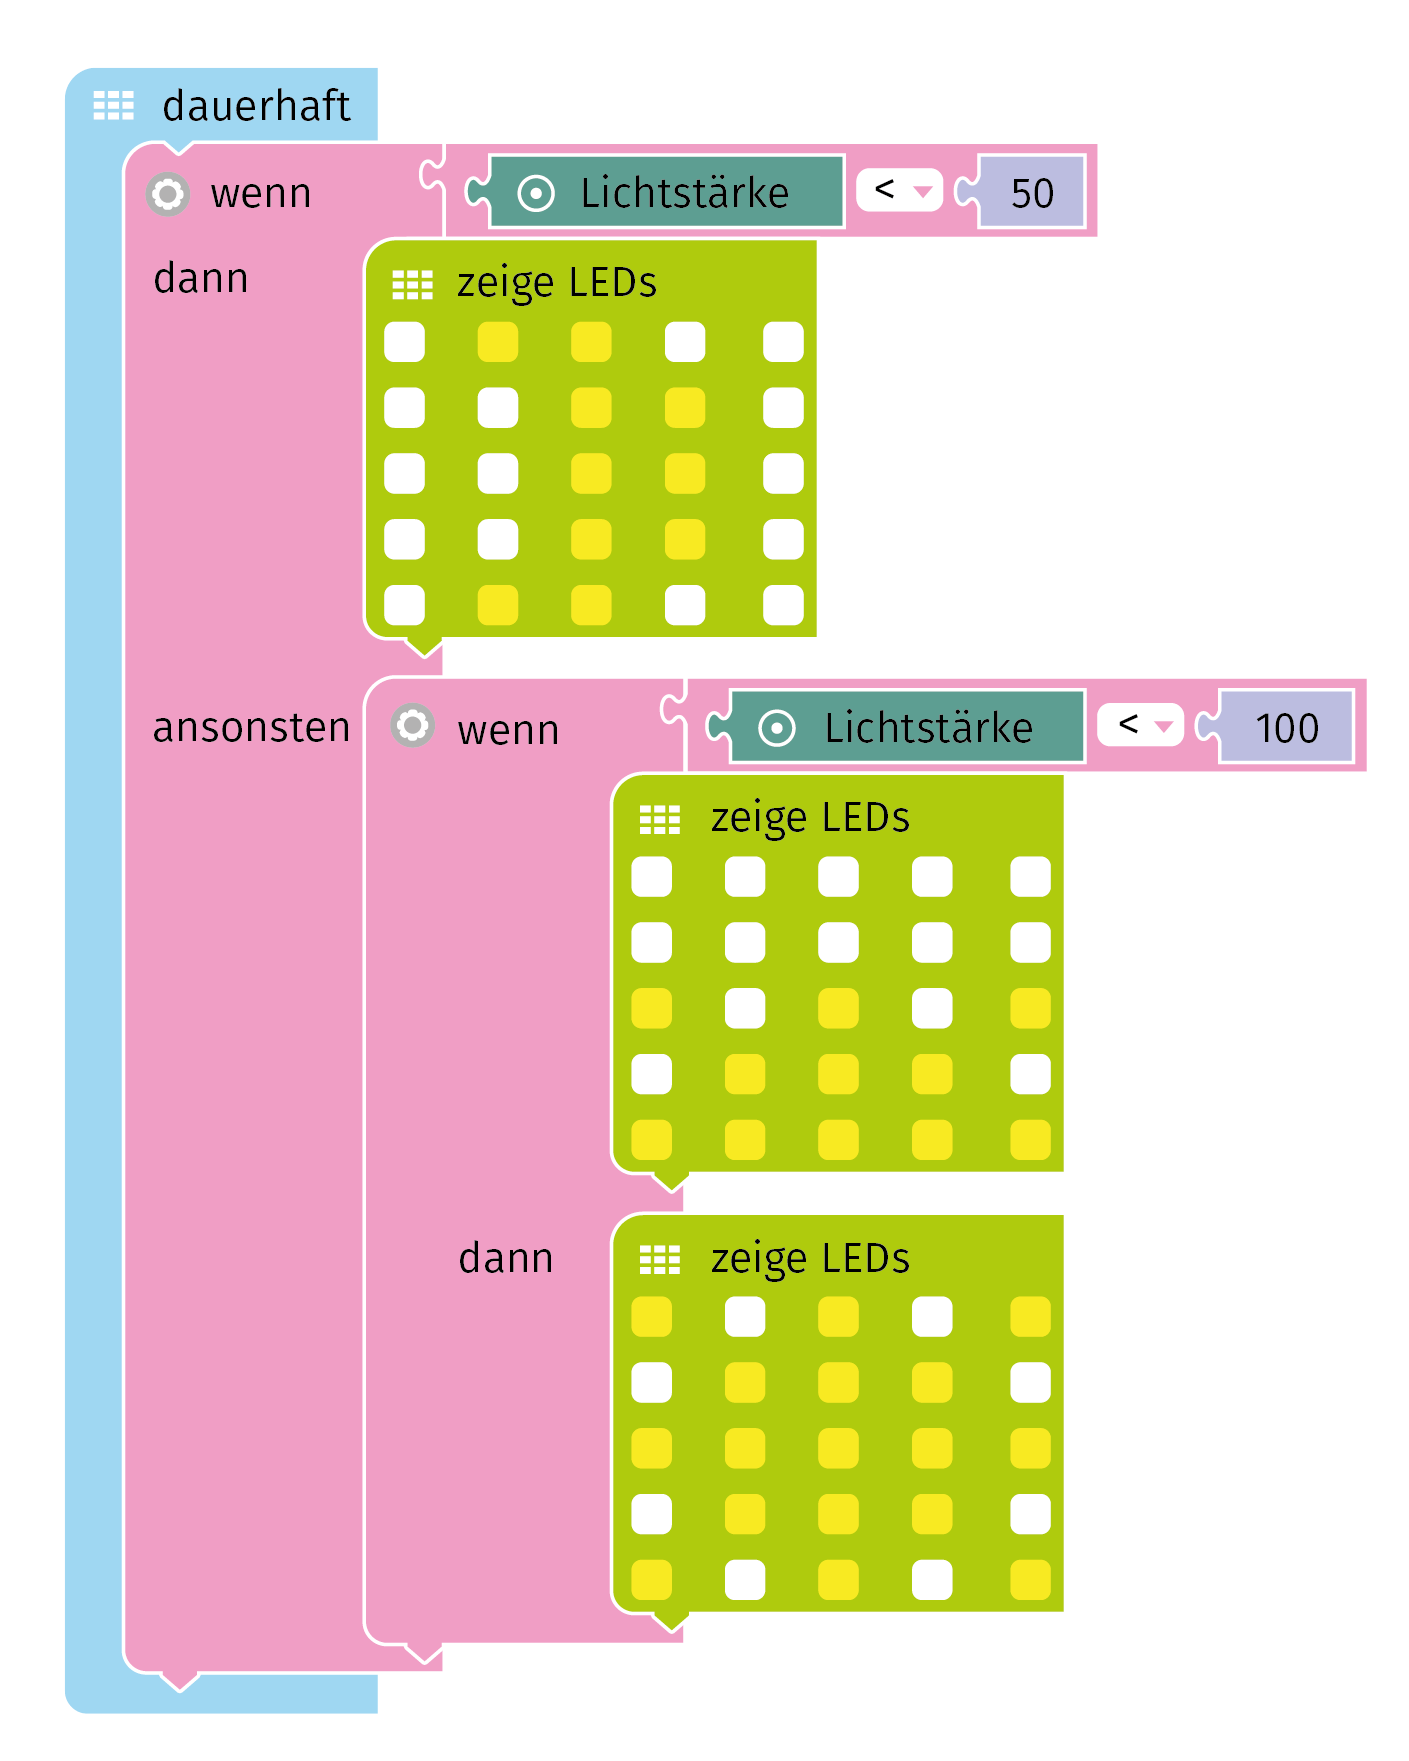 dauerhaft
wenn Lichtstärke < 50
dann zeige LEDs
ansonsten wenn Lichtstärke < 100
zeige LEDs
dann zeige LEDs